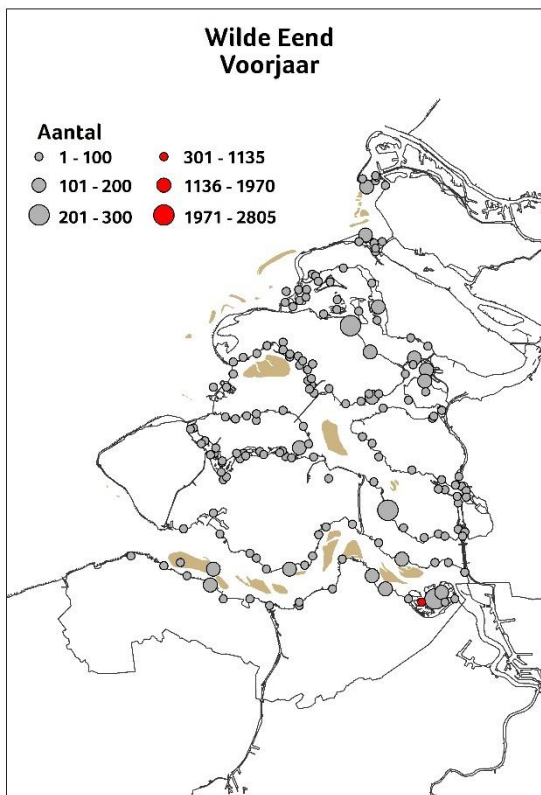 Wilde Eend
Voorjaar
Aantal
1 - 100
301 - 1135
101 - 200
1136 - 1970
201 - 300
1971 - 2805